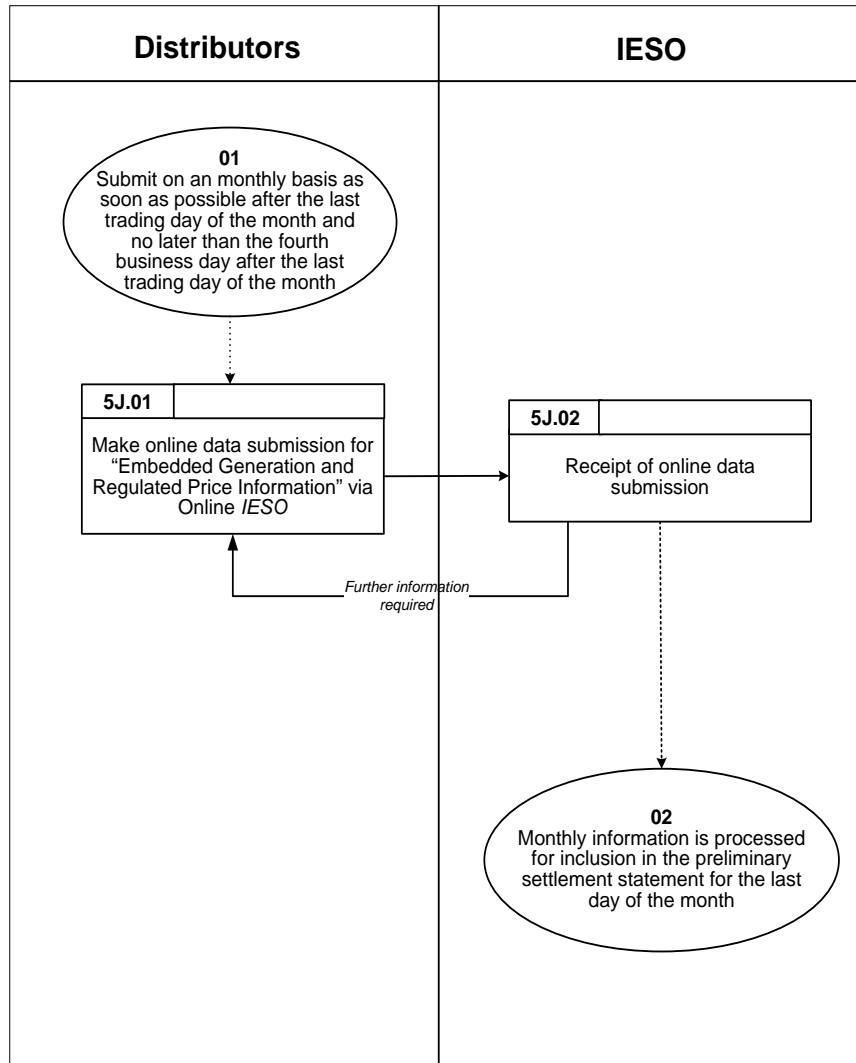 Distributors
IESO
01
Submit on an monthly basis as
soon as possible after the last
trading day of the month and
no later than the fourth
business day after the last
trading day of the month
5J.01
Make online data submission for
“Embedded Generation and
Regulated Price Information” via
Online IESO
5J.02
Receipt of online data
submission
Further information
required
02
Monthly information is processed
for inclusion in the preliminary
settlement statement for the last
day of the month